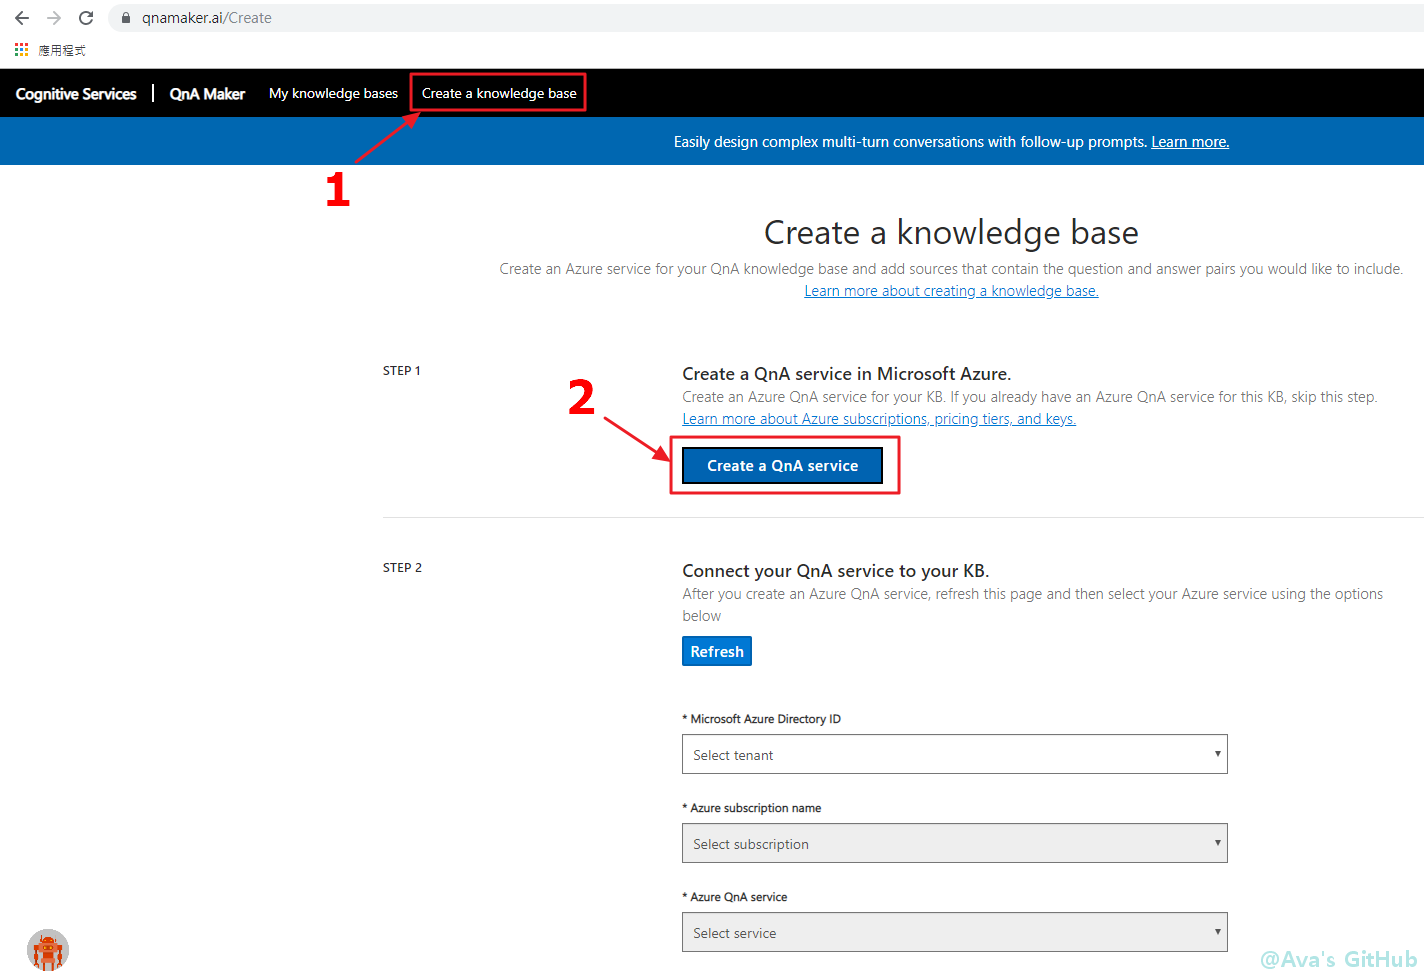 qnamaker.ai/Create
應用程式
Cognitive Services | QnA Maker My knowledge bases Create a knowledge base
Easily design complex multi-turn conversations with follow-up prompts. Learn more.
1
Create a knowledge base
Create an Azure service for your QnA knowledge base and add sources that contain the question and answer pairs you would like to include.
Learn more about creating a knowledge base.
STEP 1
Create a QnA service in Microsoft Azure.
Create an Azure QnA service for your KB. If you already have an Azure QnA service for this KB, skip this step.
Learn more about Azure subscriptions, pricing tiers, and keys.
2
Create a QnA service
STEP 2
Connect your QnA service to your KB.
After you create an Azure QnA service, refresh this page and then select your Azure service using the options
below
Refresh
* Microsoft Azure Directory ID
Select tenant
* Azure subscription name
Select subscription
* Azure QnA service
Select service
@Ava's GitHub